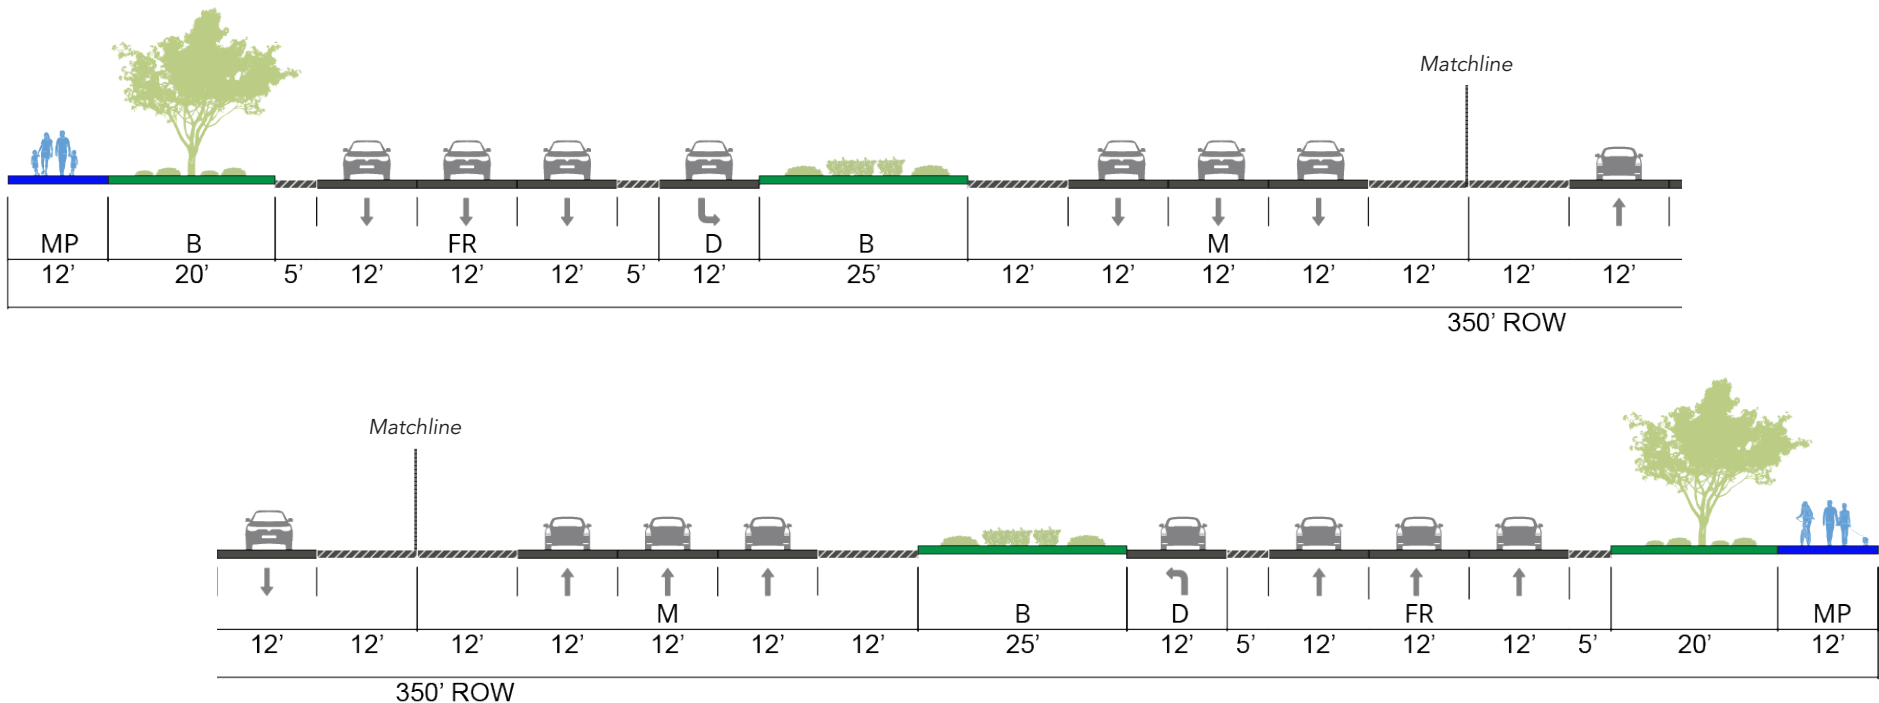 Matchline
MP B FR D B M
12’ 20’ 5’ 12’ 12’ 12’ 5’ 12’ 25’ 12’ 12’ 12’ 12’ 12’ 12’ 12’
350’ ROW
Matchline
M B D FR MP
12’ 12’ 12’ 12’ 12’ 12’ 12’ 25’ 12’ 5’ 12’ 12’ 12’ 5’ 20’ 12’
350’ ROW